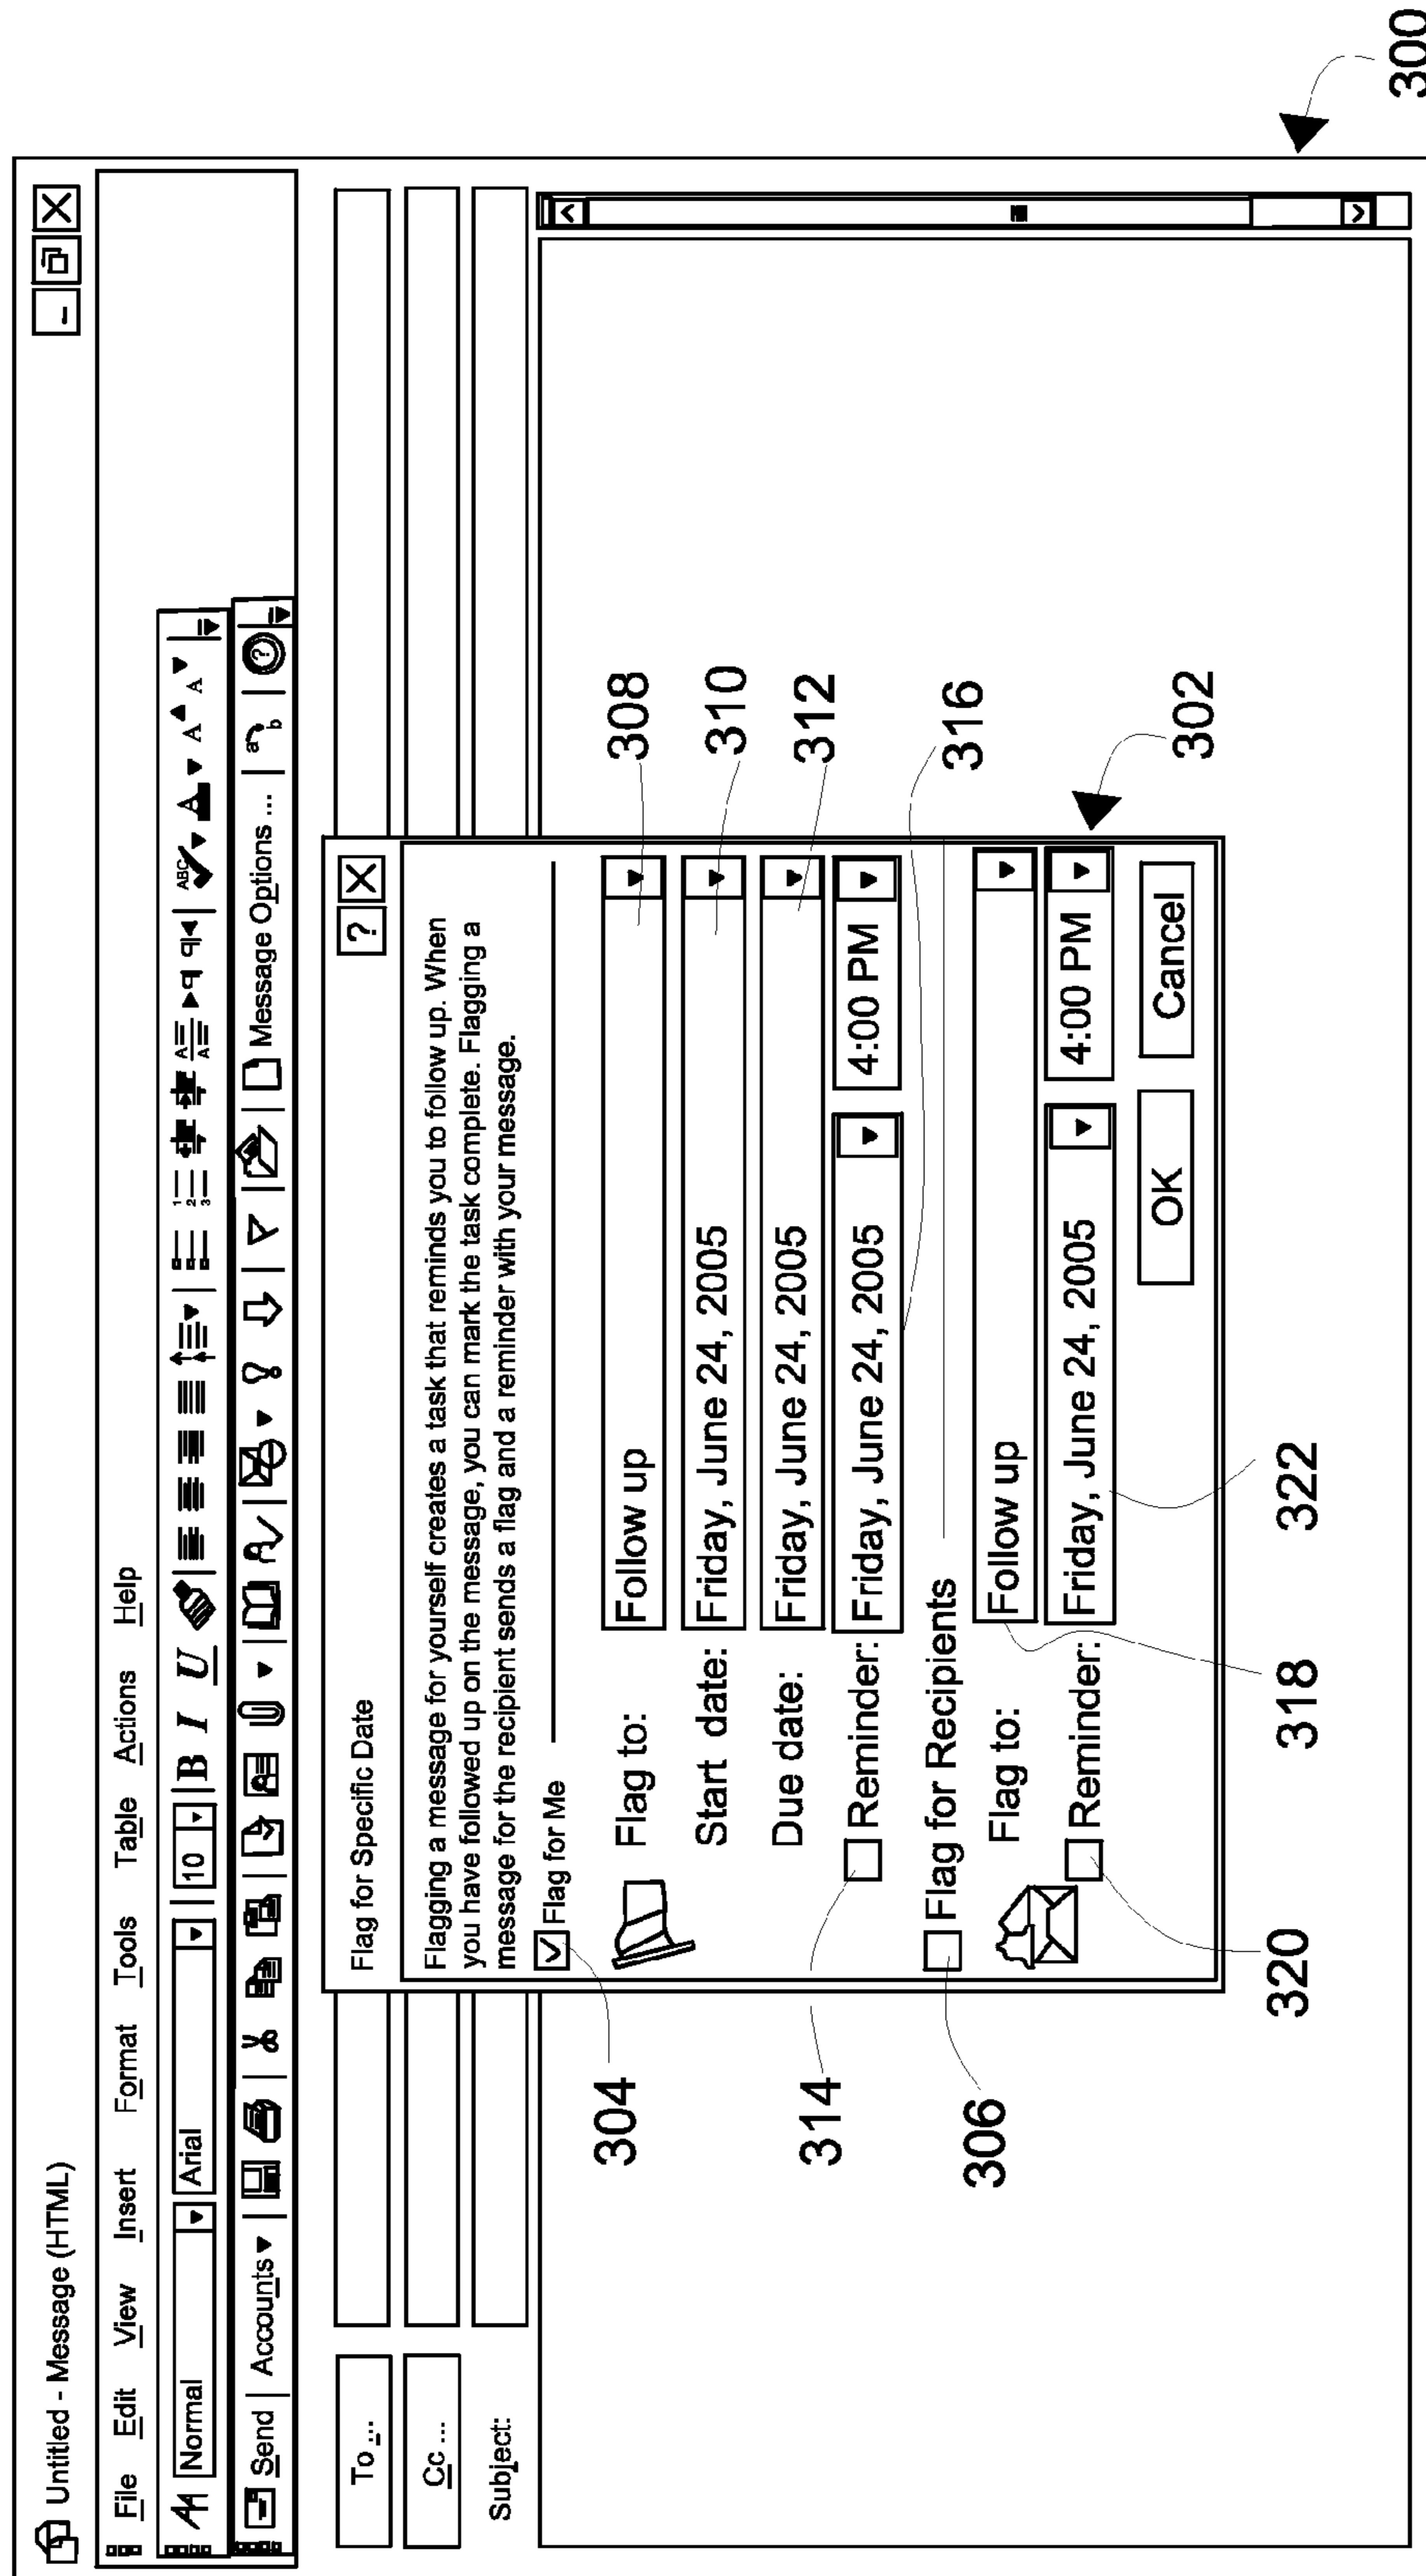 Untitled - Message (HTML)
File Edit View Insert Format Tools Table Actions Help
Normal Arial 10 B I U
Send Accounts Message Options ...
To ...
Cc ...
Subject:
Flag for Specific Date
?
Flagging a message for yourself creates a task that reminds you to follow up. When
you have followed up on the message, you can mark the task complete. Flagging a
message for the recipient sends a flag and a reminder with your message.
Flag for Me
Flag to: Follow up
Start date: Friday, June 24, 2005
Due date: Friday, June 24, 2005
Reminder: Friday, June 24, 2005 4:00 PM
Flag for Recipients
Flag to: Follow up
Reminder: Friday, June 24, 2005 4:00 PM
OK Cancel
304
314
306
320
318
322
308
310
312
316
302
300